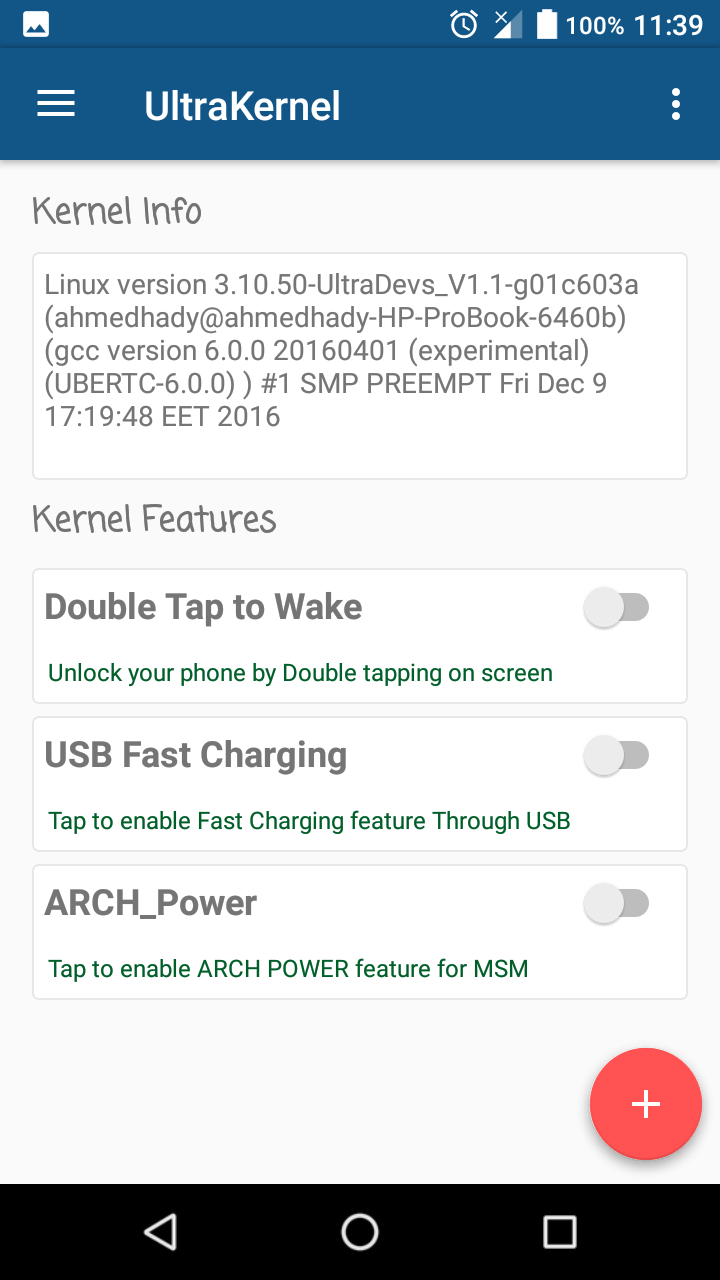 100% 11:39
UltraKernel
Kernel Info
Linux version 3.10.50-UltraDevs_V1.1-g01c603a
(ahmedhady@ahmedhady-HP-ProBook-6460b)
(gcc version 6.0.0 20160401 (experimental)
(UBERTC-6.0.0) ) #1 SMP PREEMPT Fri Dec 9
17:19:48 EET 2016
Kernel Features
Double Tap to Wake
Unlock your phone by Double tapping on screen
USB Fast Charging
Tap to enable Fast Charging feature Through USB
ARCH_Power
Tap to enable ARCH POWER feature for MSM